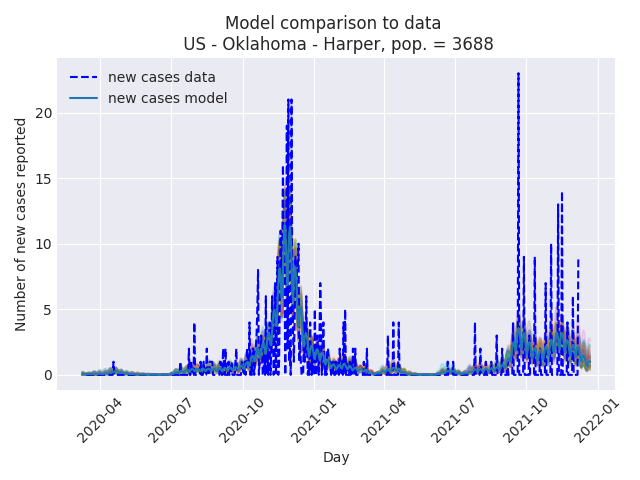 Model comparison to data
US - Oklahoma - Harper, pop. = 3688
new cases data
new cases model
Number of new cases reported
20
15
10
5
0
2020-04
2020-07
2020-10
2021-01
2021-04
2021-07
2021-10
2022-01
Day